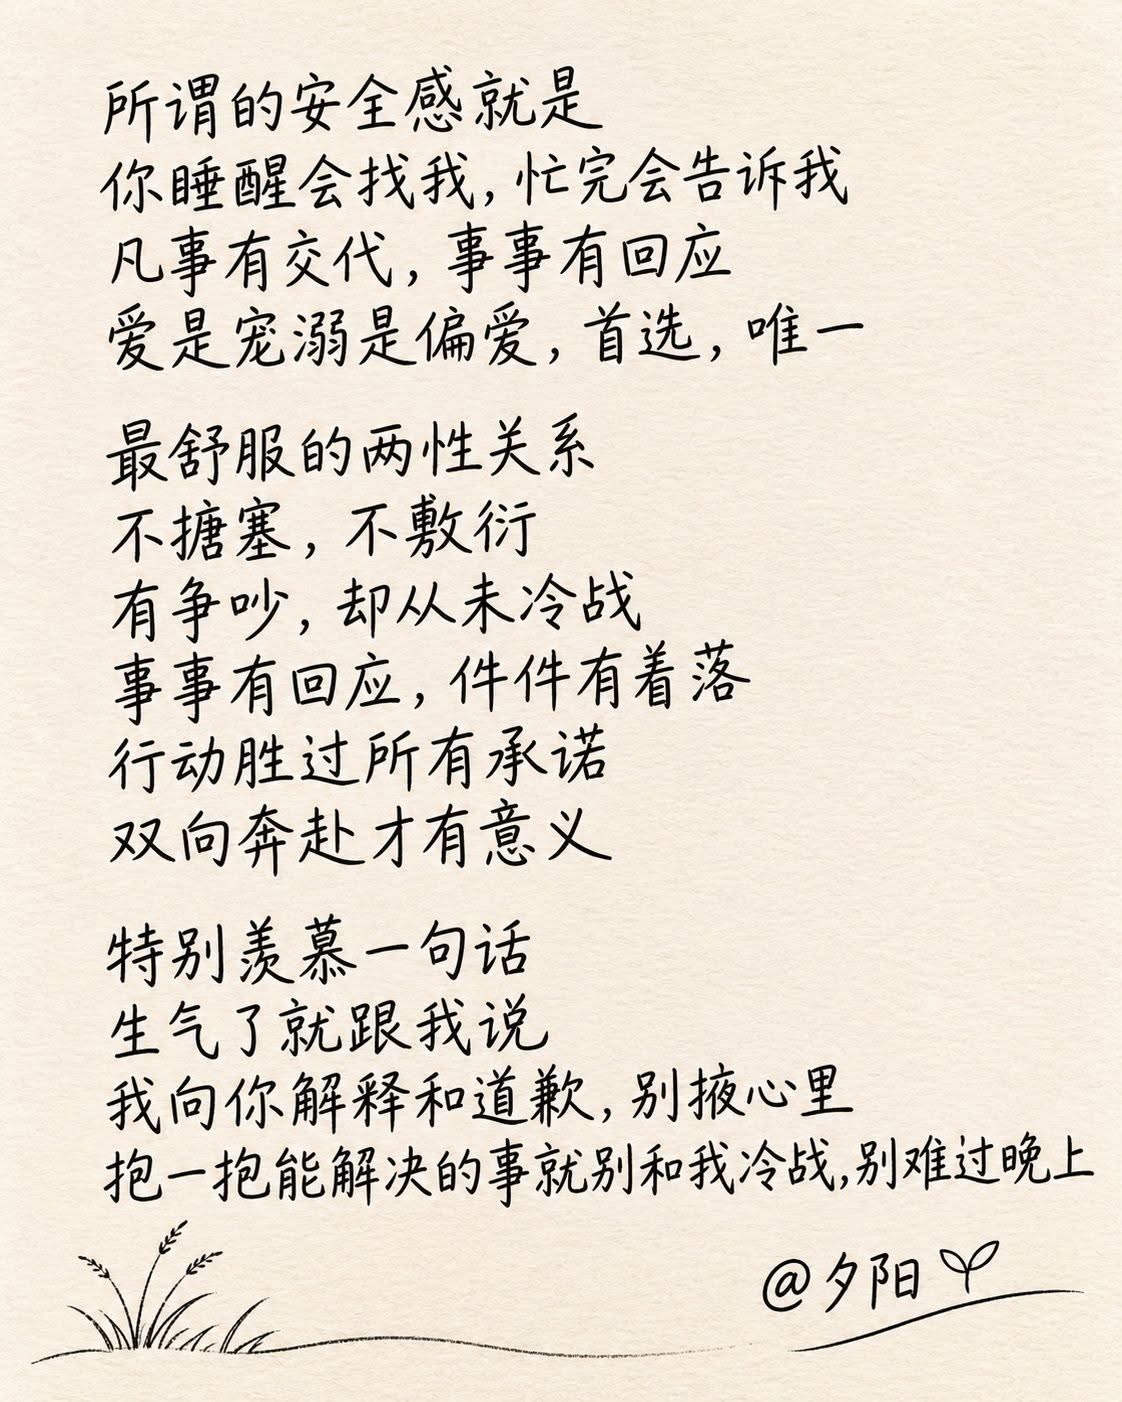 所谓的安全感就是
你睡醒会找我,忙完会告诉我
凡事有交代,事事有回应
爱是宠溺是偏爱,首选,唯一
最舒服的两性关系
不搪塞,不敷衍
有争吵,却从未冷战
事事有回应,件件有着落
行动胜过所有承诺
双向奔赴才有意义
特别羡慕一句话
生气了就跟我说
我向你解释和道歉,别掖心里
抱一抱能解决的事就别和我冷战,别难过晚上
@夕阳